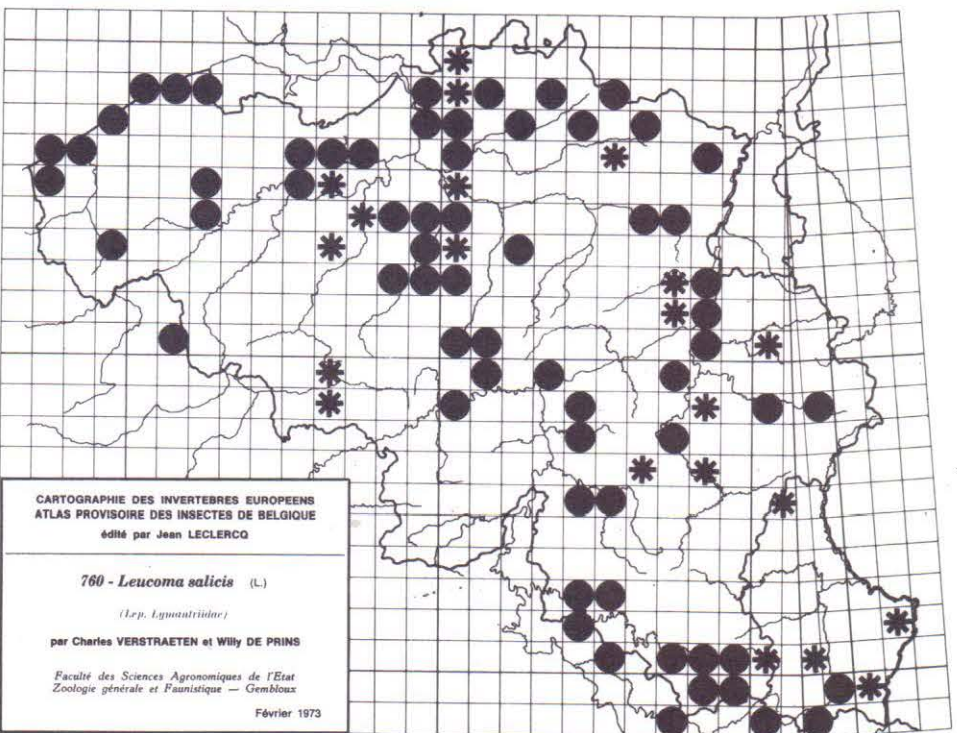 CARTOGRAPHIE DES INVERTEBRES EUROPEENS
ATLAS PROVISOIRE DES INSECTES DE BELGIQUE
édité par Jean LECLERCQ
760 - Leucoma salicis (L.)
(Lep. Lymantriidae)
par Charles VERSTRAETEN et Willy DE PRINS
Faculté des Sciences Agronomiques de l'Etat
Zoologie générale et Faunistique — Gembloux
Février 1973